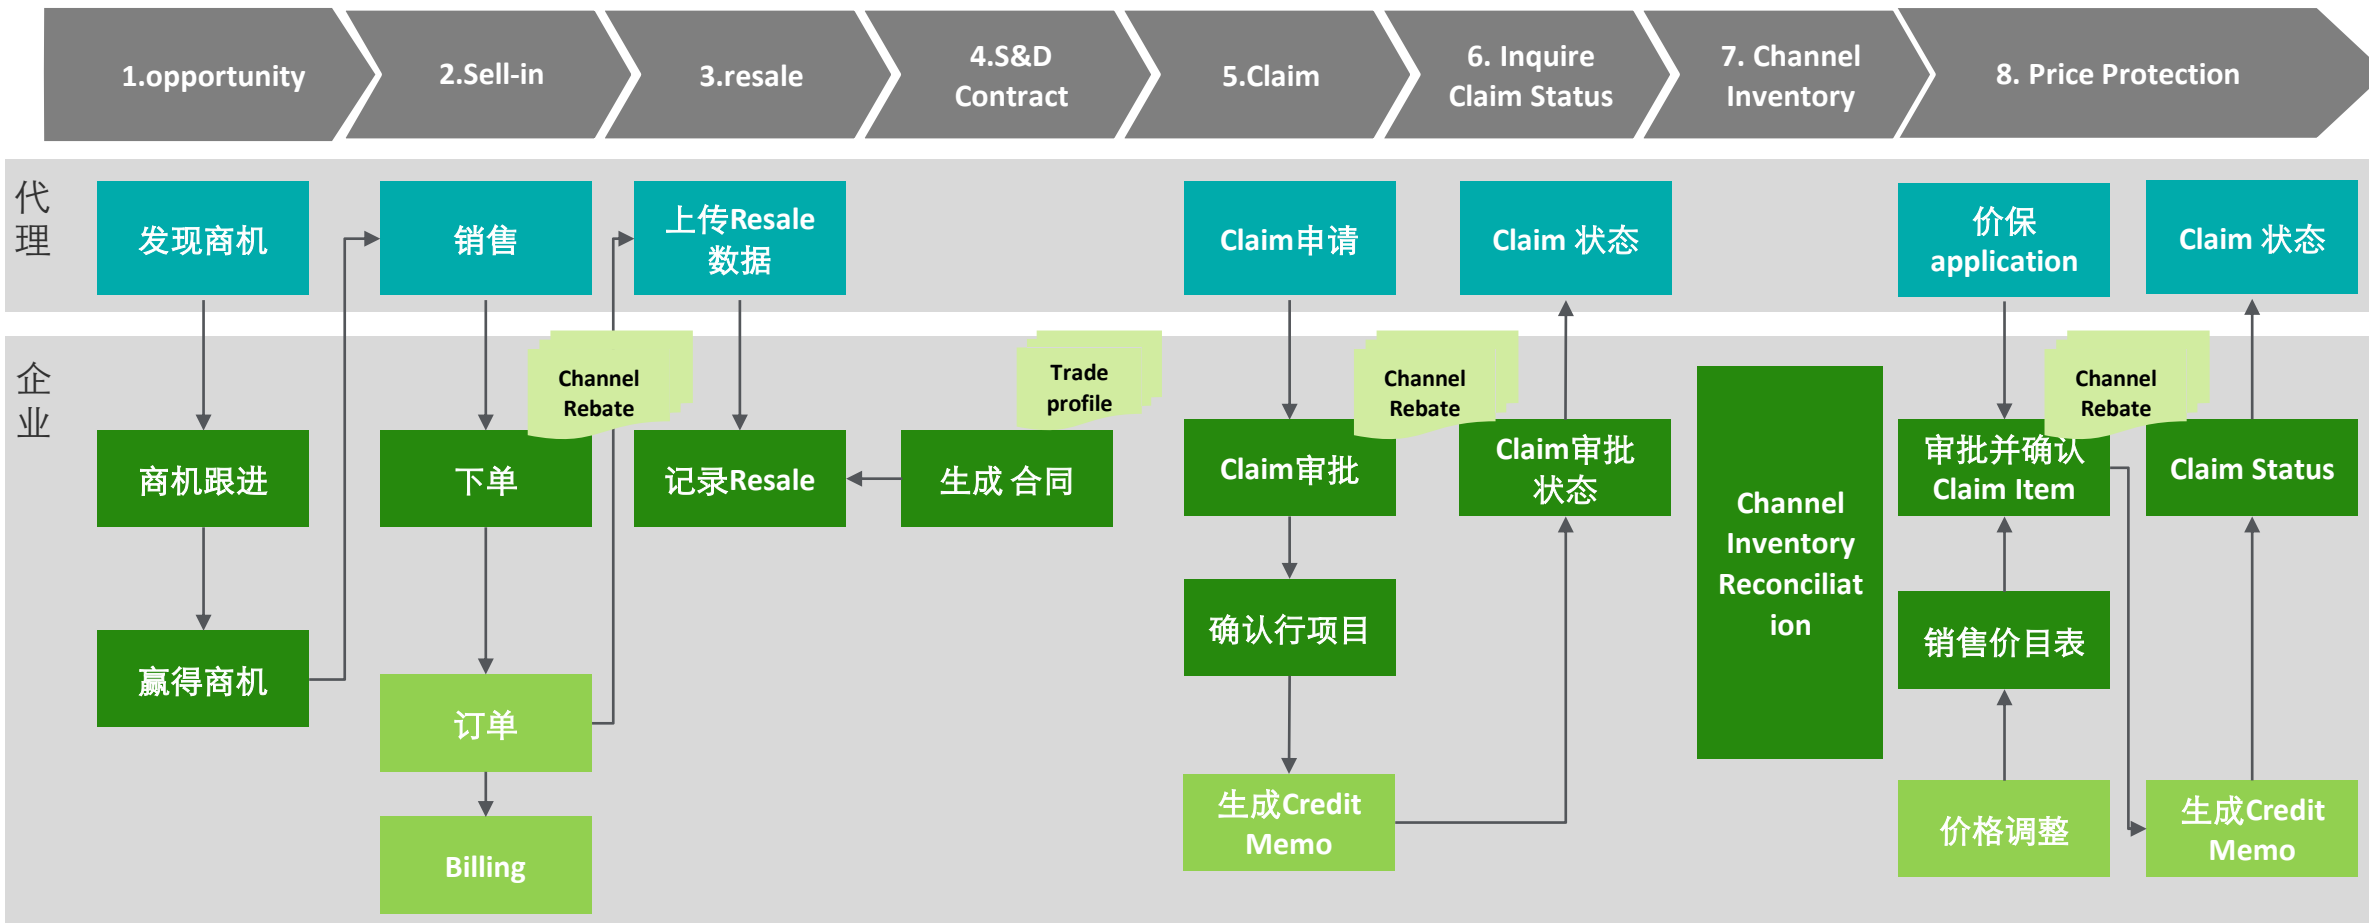 1.opportunity
2.Sell-in
3.resale
4.S&D
Contract
5.Claim
6. Inquire
Claim Status
7. Channel
Inventory
8. Price Protection
代
理
发现商机
销售
上传Resale
数据
Claim申请
Claim 状态
价保
application
Claim 状态
企
业
Channel
Rebate
Trade
profile
Channel
Rebate
Channel
Rebate
商机跟进
下单
记录Resale
生成 合同
Claim审批
Claim审批
状态
Channel
Inventory
Reconciliat
ion
审批并确认
Claim Item
Claim Status
赢得商机
订单
确认行项目
销售价目表
Billing
生成Credit
Memo
价格调整
生成Credit
Memo